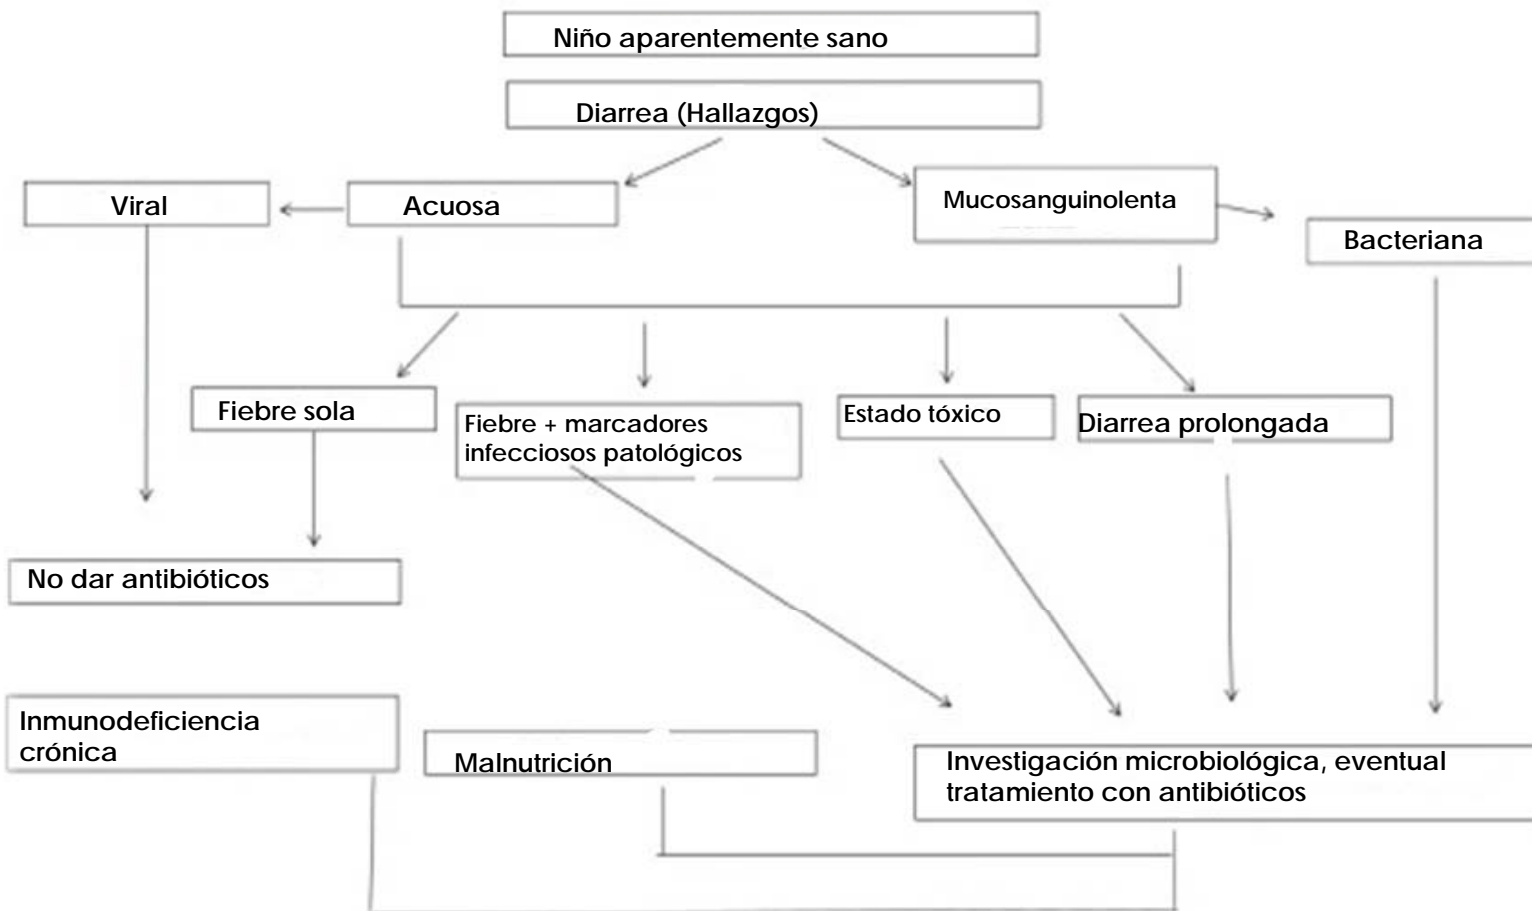 Niño aparentemente sano
Diarrea (Hallazgos)
Viral
Acuosa
Mucosanguinolenta
Bacteriana
Fiebre sola
Fiebre + marcadores
infecciosos patológicos
Estado tóxico
Diarrea prolongada
No dar antibióticos
Inmunodeficiencia
crónica
Malnutrición
Investigación microbiológica, eventual
tratamiento con antibióticos